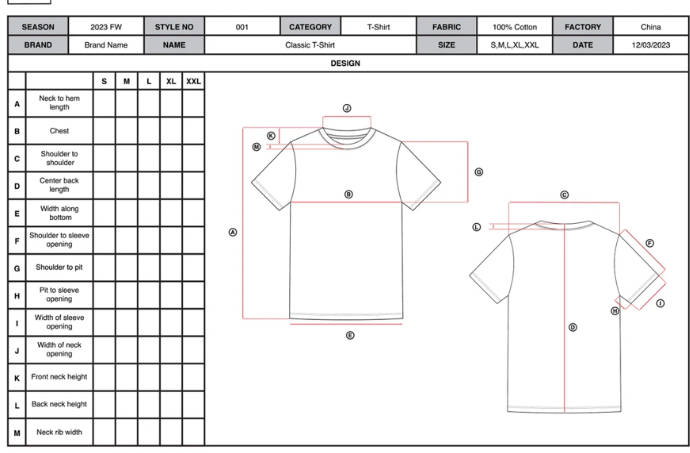 SEASON 2023 FW STYLE NO 001 CATEGORY T-Shirt FABRIC 100% Cotton FACTORY China
BRAND Brand Name NAME Classic T-Shirt SIZE S,M,L,XL,XXL DATE 12/03/2023
DESIGN
S M L XL XXL
A Neck to hem
length
B Chest
C Shoulder to
shoulder
D Center back
length
E Width along
bottom
F Shoulder to sleeve
opening
G Shoulder to pit
H Pit to sleeve
opening
I Width of sleeve
opening
J Width of neck
opening
K Front neck height
L Back neck height
M Neck rib width
J
K
M
G
B
C
A
L
F
I
H
D
E